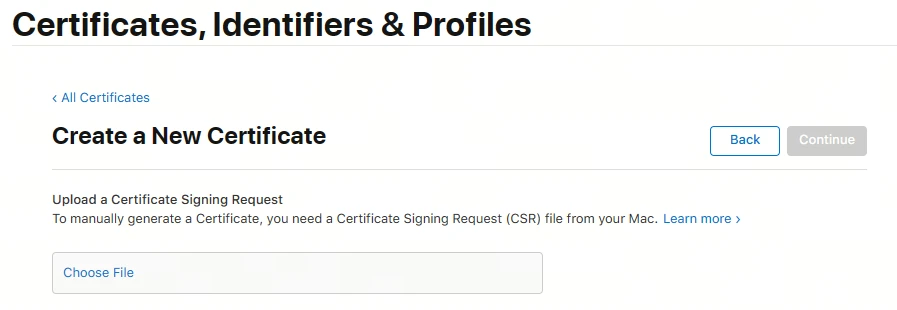 Certificates, Identifiers & Profiles
‹ All Certificates
Create a New Certificate
Back
Continue
Upload a Certificate Signing Request
To manually generate a Certificate, you need a Certificate Signing Request (CSR) file from your Mac. Learn more ›
Choose File